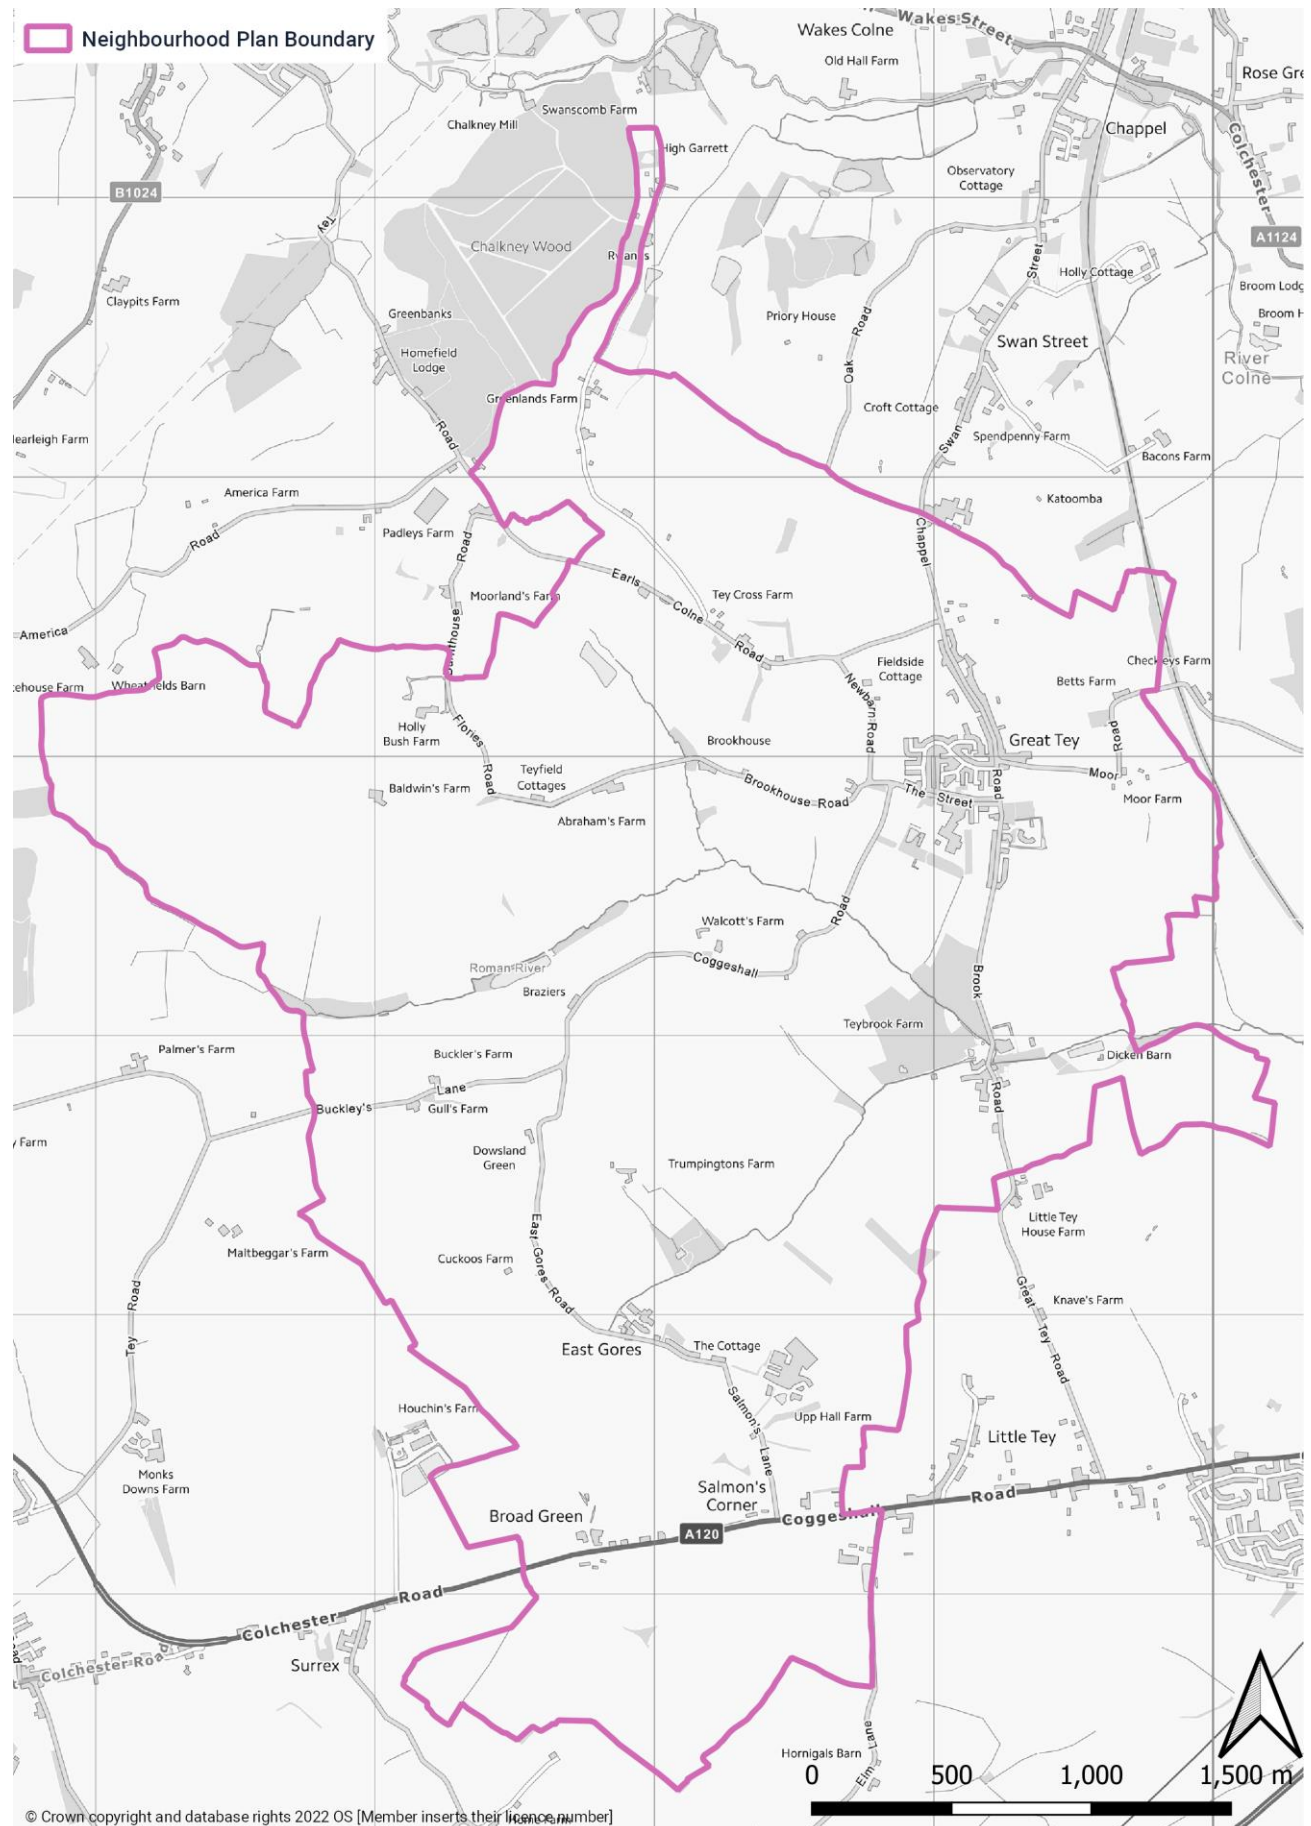 Neighbourhood Plan Boundary
Wakes Street
Wakes Colne
Old Hall Farm
Rose Gre
Swanscomb Farm
Chalkney Mill
Chappel
High Garrett
Colchester
Observatory
Cottage
B1024
Tey
A1124
Chalkney Wood
Street
Holly Cottage
Claypits Farm
Broom Lodg
Greenbanks
Priory House
Road
Broom H
Swan Street
Homefield
Lodge
River
Colne
Oak
Greenlands Farm
Croft Cottage
Road
Swan
Spendpenny Farm
learleigh Farm
Bacons Farm
America Farm
Katoomba
Padleys Farm
Road
Road
Chappel
Earls
Moorland's Farm
Tey Cross Farm
Colne
America
Road
Fieldside
Cottage
Checkleys Farm
Wheatfields Barn
Newbarn Road
Betts Farm
Holly
Bush Farm
Flories
Road
Brookhouse
Great Tey
Road
Teyfield
Cottages
Moor
Road
Baldwin's Farm
Brookhouse Road
The Street
Moor Farm
Abraham's Farm
Walcott's Farm
Road
Coggeshall
Roman River
Brook
Braziers
Teybrook Farm
Palmer's Farm
Buckler's Farm
Dicken Barn
Lane
Buckley's
Gull's Farm
Road
y Farm
Dowsland
Green
Trumpingtons Farm
Little Tey
House Farm
Maltbeggar's Farm
East Gores Road
Cuckoos Farm
Road
Tey
Great Tey Road
Knave's Farm
East Gores
The Cottage
Salmon's Lane
Houchin's Farm
Upp Hall Farm
Little Tey
Monks
Downs Farm
Salmon's
Corner
Broad Green
A120
Coggeshall
Road
Road
Colchester
Colchester Road
Surrex
Elm Lane
Hornigals Barn
0 500 1,000 1,500 m
© Crown copyright and database rights 2022 OS [Member inserts their licence number]
Home Farm